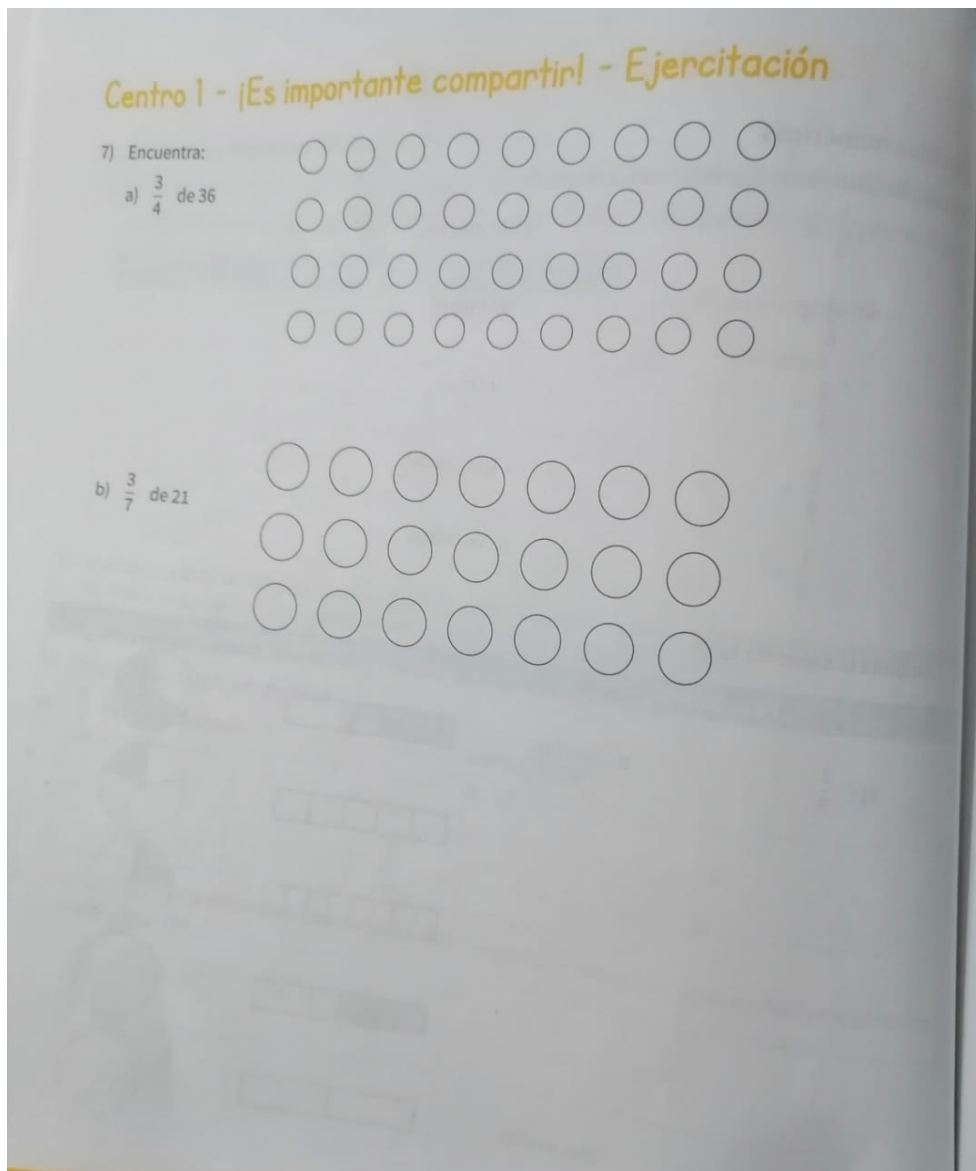 Centro 1 - ¡Es importante compartir! - Ejercitación
7) Encuentra:
a) 3/4 de 36
b) 3/7 de 21